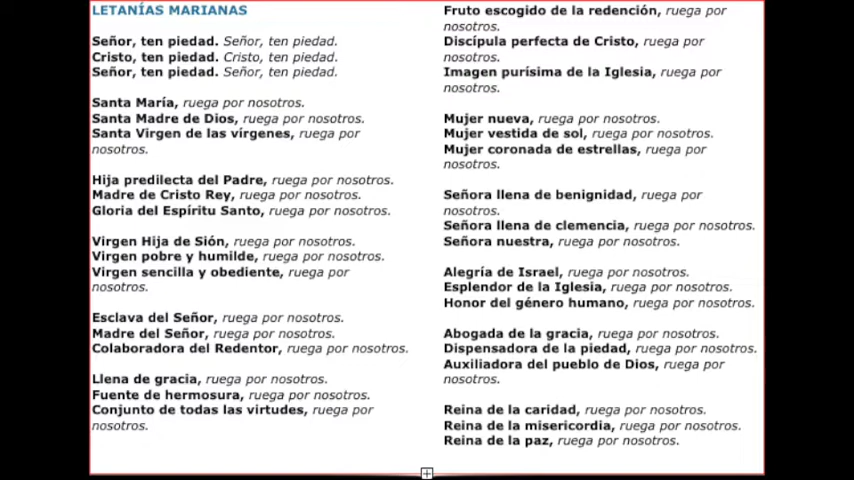 LETANÍAS MARIANAS
Señor, ten piedad. Señor, ten piedad.
Cristo, ten piedad. Cristo, ten piedad.
Señor, ten piedad. Señor, ten piedad.
Santa María, ruega por nosotros.
Santa Madre de Dios, ruega por nosotros.
Santa Virgen de las vírgenes, ruega por
nosotros.
Hija predilecta del Padre, ruega por nosotros.
Madre de Cristo Rey, ruega por nosotros.
Gloria del Espíritu Santo, ruega por nosotros.
Virgen Hija de Sión, ruega por nosotros.
Virgen pobre y humilde, ruega por nosotros.
Virgen sencilla y obediente, ruega por
nosotros.
Esclava del Señor, ruega por nosotros.
Madre del Señor, ruega por nosotros.
Colaboradora del Redentor, ruega por nosotros.
Llena de gracia, ruega por nosotros.
Fuente de hermosura, ruega por nosotros.
Conjunto de todas las virtudes, ruega por
nosotros.
Fruto escogido de la redención, ruega por
nosotros.
Discípula perfecta de Cristo, ruega por
nosotros.
Imagen purísima de la Iglesia, ruega por
nosotros.
Mujer nueva, ruega por nosotros.
Mujer vestida de sol, ruega por nosotros.
Mujer coronada de estrellas, ruega por
nosotros.
Señora llena de benignidad, ruega por
nosotros.
Señora llena de clemencia, ruega por nosotros.
Señora nuestra, ruega por nosotros.
Alegría de Israel, ruega por nosotros.
Esplendor de la Iglesia, ruega por nosotros.
Honor del género humano, ruega por nosotros.
Abogada de la gracia, ruega por nosotros.
Dispensadora de la piedad, ruega por nosotros.
Auxiliadora del pueblo de Dios, ruega por
nosotros.
Reina de la caridad, ruega por nosotros.
Reina de la misericordia, ruega por nosotros.
Reina de la paz, ruega por nosotros.